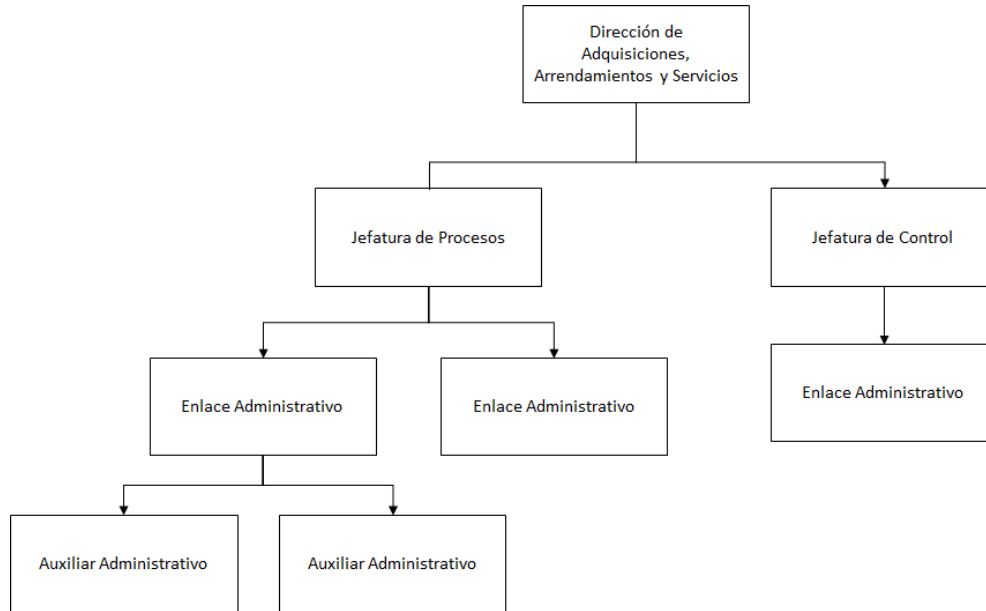 Dirección de
Adquisiciones,
Arrendamientos y Servicios
Jefatura de Procesos
Jefatura de Control
Enlace Administrativo
Enlace Administrativo
Enlace Administrativo
Auxiliar Administrativo
Auxiliar Administrativo